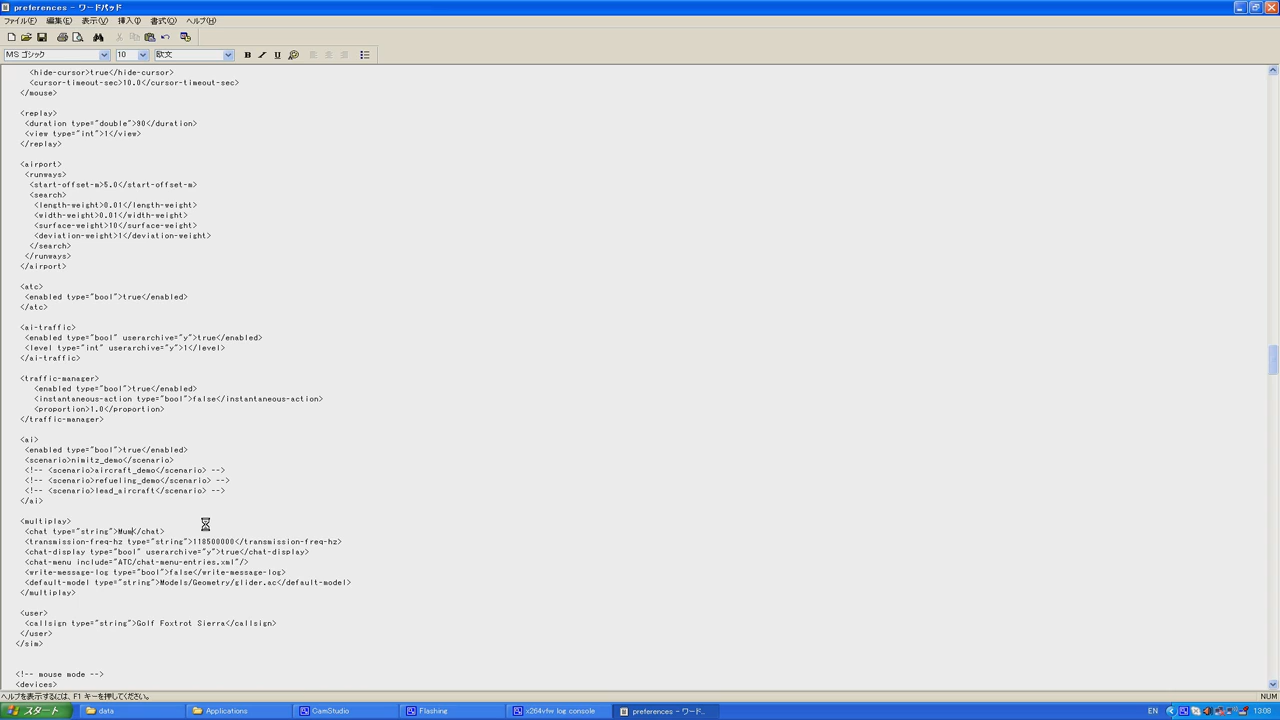 preferences - ワードパッド
ファイル(F) 編集(E) 表示(V) 挿入(I) 書式(O) ヘルプ(H)
MS ゴシック 10 欧文 B I U
<hide-cursor>true</hide-cursor>
<cursor-timeout-sec>10.0</cursor-timeout-sec>
</mouse>
<replay>
<duration type="double">90</duration>
<view type="int">1</view>
</replay>
<airport>
<runways>
<start-offset-m>5.0</start-offset-m>
<search>
<length-weight>0.01</length-weight>
<width-weight>0.01</width-weight>
<surface-weight>10</surface-weight>
<deviation-weight>1</deviation-weight>
</search>
</runways>
</airport>
<atc>
<enabled type="bool">true</enabled>
</atc>
<ai-traffic>
<enabled type="bool" userarchive="y">true</enabled>
<level type="int" userarchive="y">1</level>
</ai-traffic>
<traffic-manager>
<enabled type="bool">true</enabled>
<instantaneous-action type="bool">false</instantaneous-action>
<proportion>1.0</proportion>
</traffic-manager>
<ai>
<enabled type="bool">true</enabled>
<scenario>nimitz_demo</scenario>
<!-- <scenario>aircraft_demo</scenario> -->
<!-- <scenario>refueling_demo</scenario> -->
<!-- <scenario>lead_aircraft</scenario> -->
</ai>
<multiplay>
<chat type="string">Mum</chat>
<transmission-freq-hz type="string">118500000</transmission-freq-hz>
<chat-display type="bool" userarchive="y">true</chat-display>
<chat-menu include="ATC/chat-menu-entries.xml"/>
<write-message-log type="bool">false</write-message-log>
<default-model type="string">Models/Geometry/glider.ac</default-model>
</multiplay>
<user>
<callsign type="string">Golf Foxtrot Sierra</callsign>
</user>
</sim>
<!-- mouse mode -->
<devices>
ヘルプを表示するには、F1 キーを押してください。 NUM
スタート data Applications CamStudio Flashing x264vfw log console preferences - ワード... EN 13:08